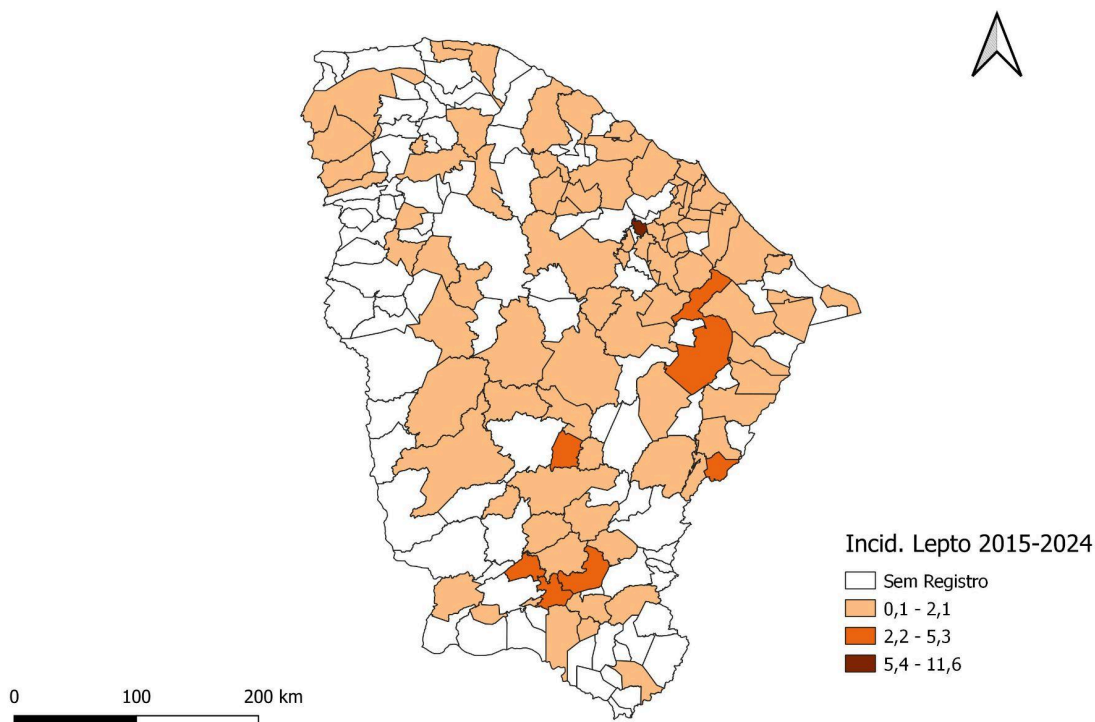 Incid. Lepto 2015-2024
Sem Registro
0,1 - 2,1
2,2 - 5,3
5,4 - 11,6
0 100 200 km